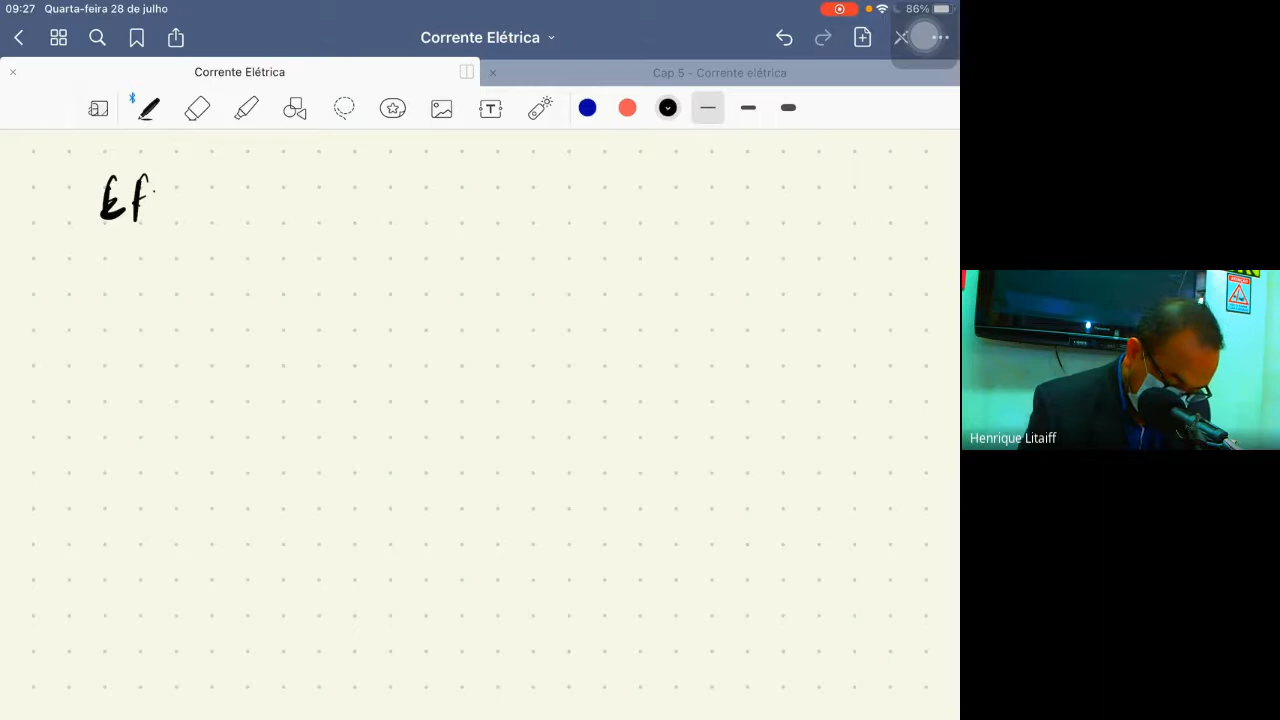 09:27 Quarta-feira 28 de julho 86%
Corrente Elétrica
Corrente Elétrica Cap 5 - Corrente elétrica
T
Ef
Henrique Litaiff